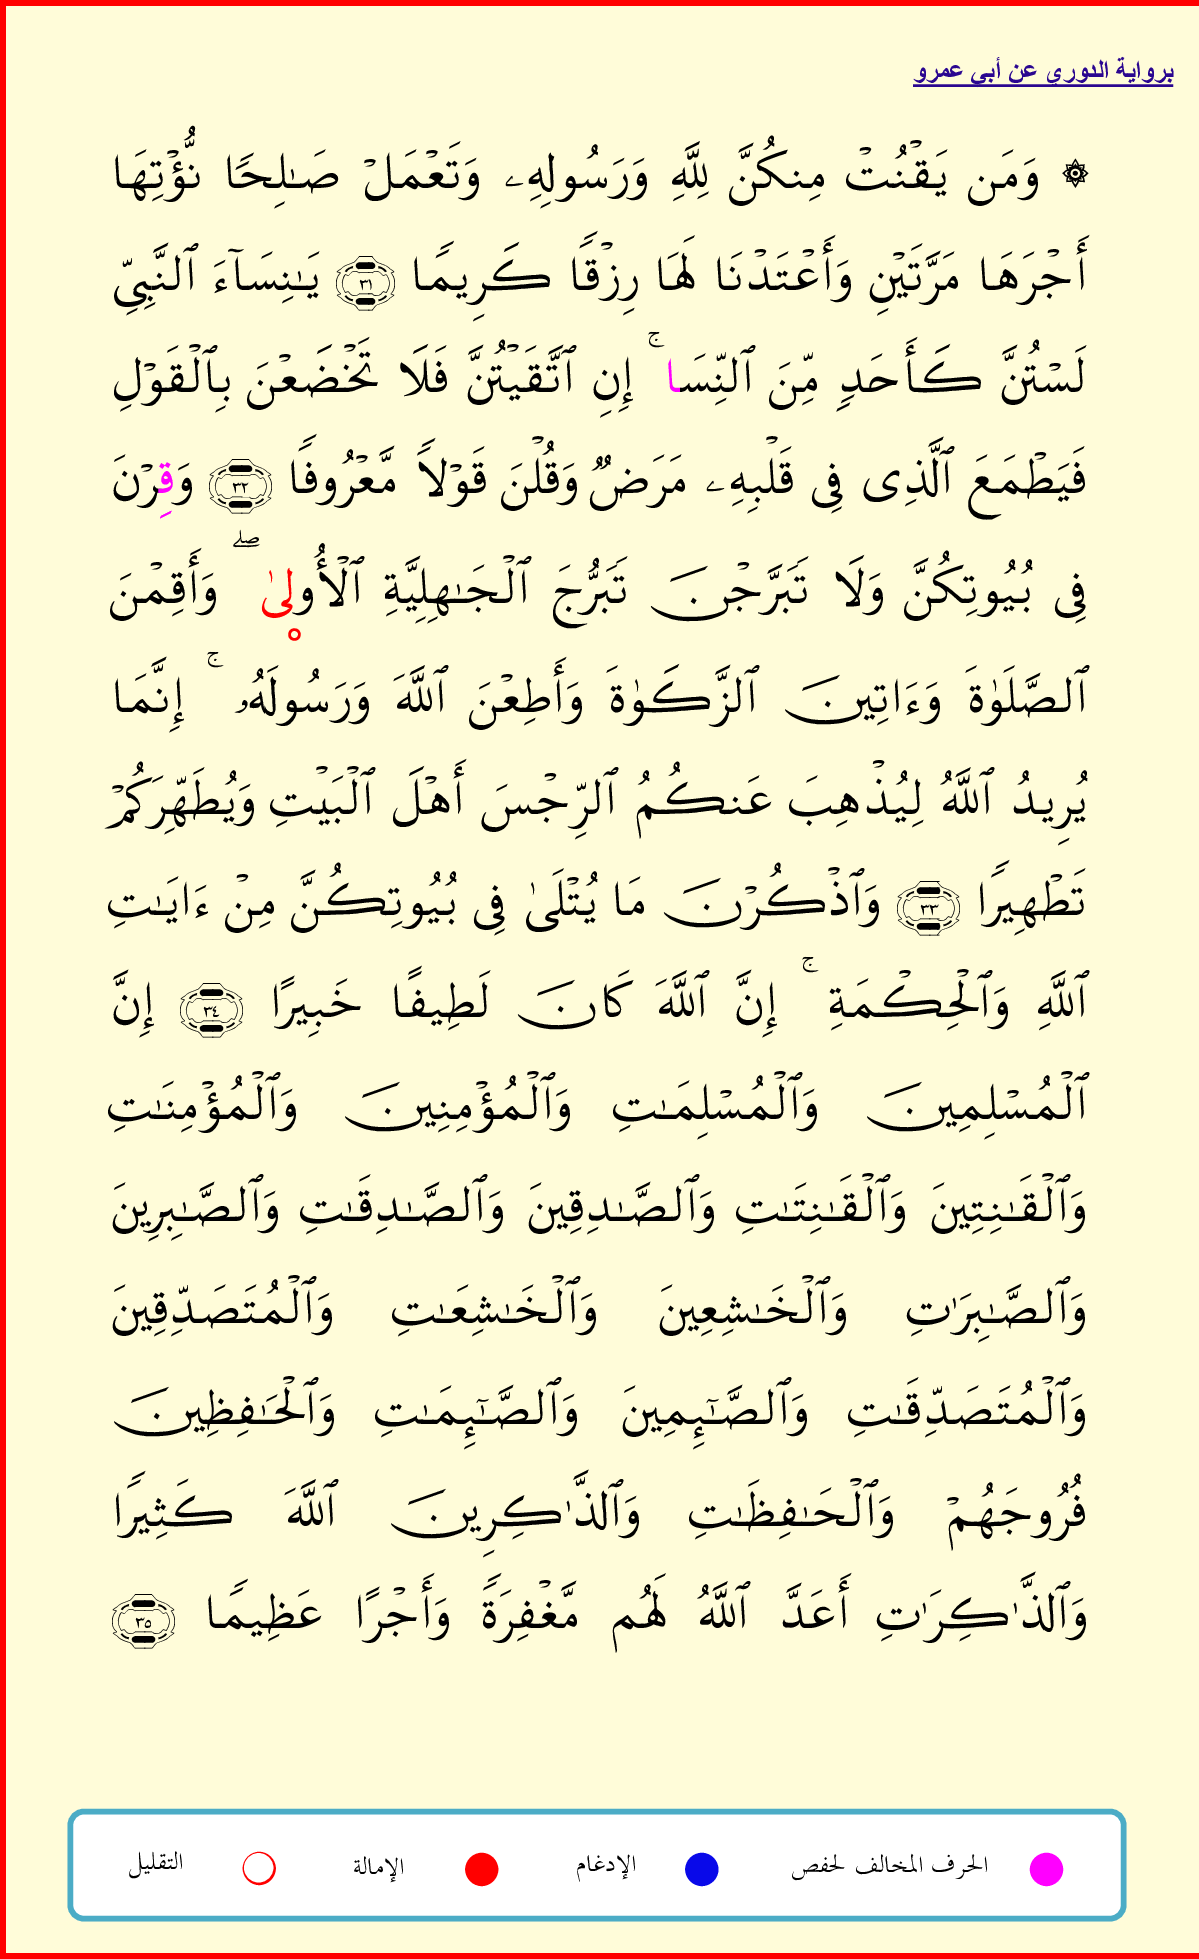 برواية الدوري عن أبي عمرو
۞ وَمَن يَقۡنُتۡ مِنكُنَّ لِلَّهِ وَرَسُولِهِۦ وَتَعۡمَلۡ صَٰلِحًا نُّؤۡتِهَا
أَجۡرَهَا مَرَّتَيۡنِ وَأَعۡتَدۡنَا لَهَا رِزۡقًا كَرِيمًا ٣١ يَٰنِسَآءَ ٱلنَّبِيِّ
لَسۡتُنَّ كَأَحَدٍ مِّنَ ٱلنِّسَا ۚ إِنِ ٱتَّقَيۡتُنَّ فَلَا تَخۡضَعۡنَ بِٱلۡقَوۡلِ
فَيَطۡمَعَ ٱلَّذِى فِى قَلۡبِهِۦ مَرَضٌ وَقُلۡنَ قَوۡلًا مَّعۡرُوفًا ٣٢ وَقِرۡنَ
فِى بُيُوتِكُنَّ وَلَا تَبَرَّجۡنَ تَبَرُّجَ ٱلۡجَٰهِلِيَّةِ ٱلۡأُولىٰ ۖ وَأَقِمۡنَ
ٱلصَّلَوٰةَ وَءَاتِينَ ٱلزَّكَوٰةَ وَأَطِعۡنَ ٱللَّهَ وَرَسُولَهُۥ ۚ إِنَّمَا
يُرِيدُ ٱللَّهُ لِيُذۡهِبَ عَنكُمُ ٱلرِّجۡسَ أَهۡلَ ٱلۡبَيۡتِ وَيُطَهِّرَكُمۡ
تَطۡهِيرًا ٣٣ وَٱذۡكُرۡنَ مَا يُتۡلَىٰ فِى بُيُوتِكُنَّ مِنۡ ءَايَٰتِ
ٱللَّهِ وَٱلۡحِكۡمَةِ ۚ إِنَّ ٱللَّهَ كَانَ لَطِيفًا خَبِيرًا ٣٤ إِنَّ
ٱلۡمُسۡلِمِينَ وَٱلۡمُسۡلِمَٰتِ وَٱلۡمُؤۡمِنِينَ وَٱلۡمُؤۡمِنَٰتِ
وَٱلۡقَٰنِتِينَ وَٱلۡقَٰنِتَٰتِ وَٱلصَّٰدِقِينَ وَٱلصَّٰدِقَٰتِ وَٱلصَّٰبِرِينَ
وَٱلصَّٰبِرَٰتِ وَٱلۡخَٰشِعِينَ وَٱلۡخَٰشِعَٰتِ وَٱلۡمُتَصَدِّقِينَ
وَٱلۡمُتَصَدِّقَٰتِ وَٱلصَّٰٓئِمِينَ وَٱلصَّٰٓئِمَٰتِ وَٱلۡحَٰفِظِينَ
فُرُوجَهُمۡ وَٱلۡحَٰفِظَٰتِ وَٱلذَّٰكِرِينَ ٱللَّهَ كَثِيرًا
وَٱلذَّٰكِرَٰتِ أَعَدَّ ٱللَّهُ لَهُم مَّغۡفِرَةً وَأَجۡرًا عَظِيمًا ٣٥
الحرف المخالف لحفص الإدغام الإمالة التقليل